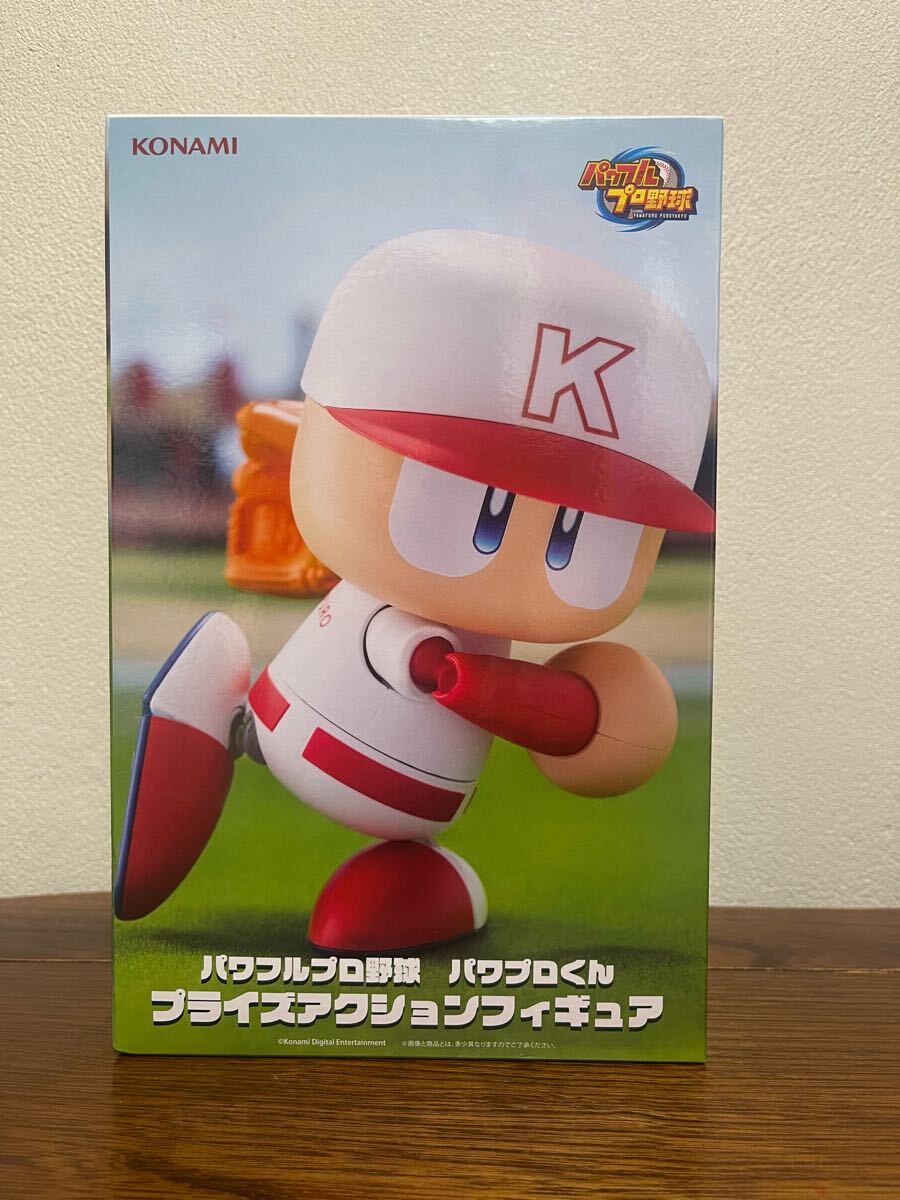 KONAMI
パワフル
プロ野球
PAWAFURU PUROYAKYU
K
URO
パワフルプロ野球 パワプロくん
プライズアクションフィギュア
©Konami Digital Entertainment ※画像と商品とは、多少異なりますのでご了承ください。